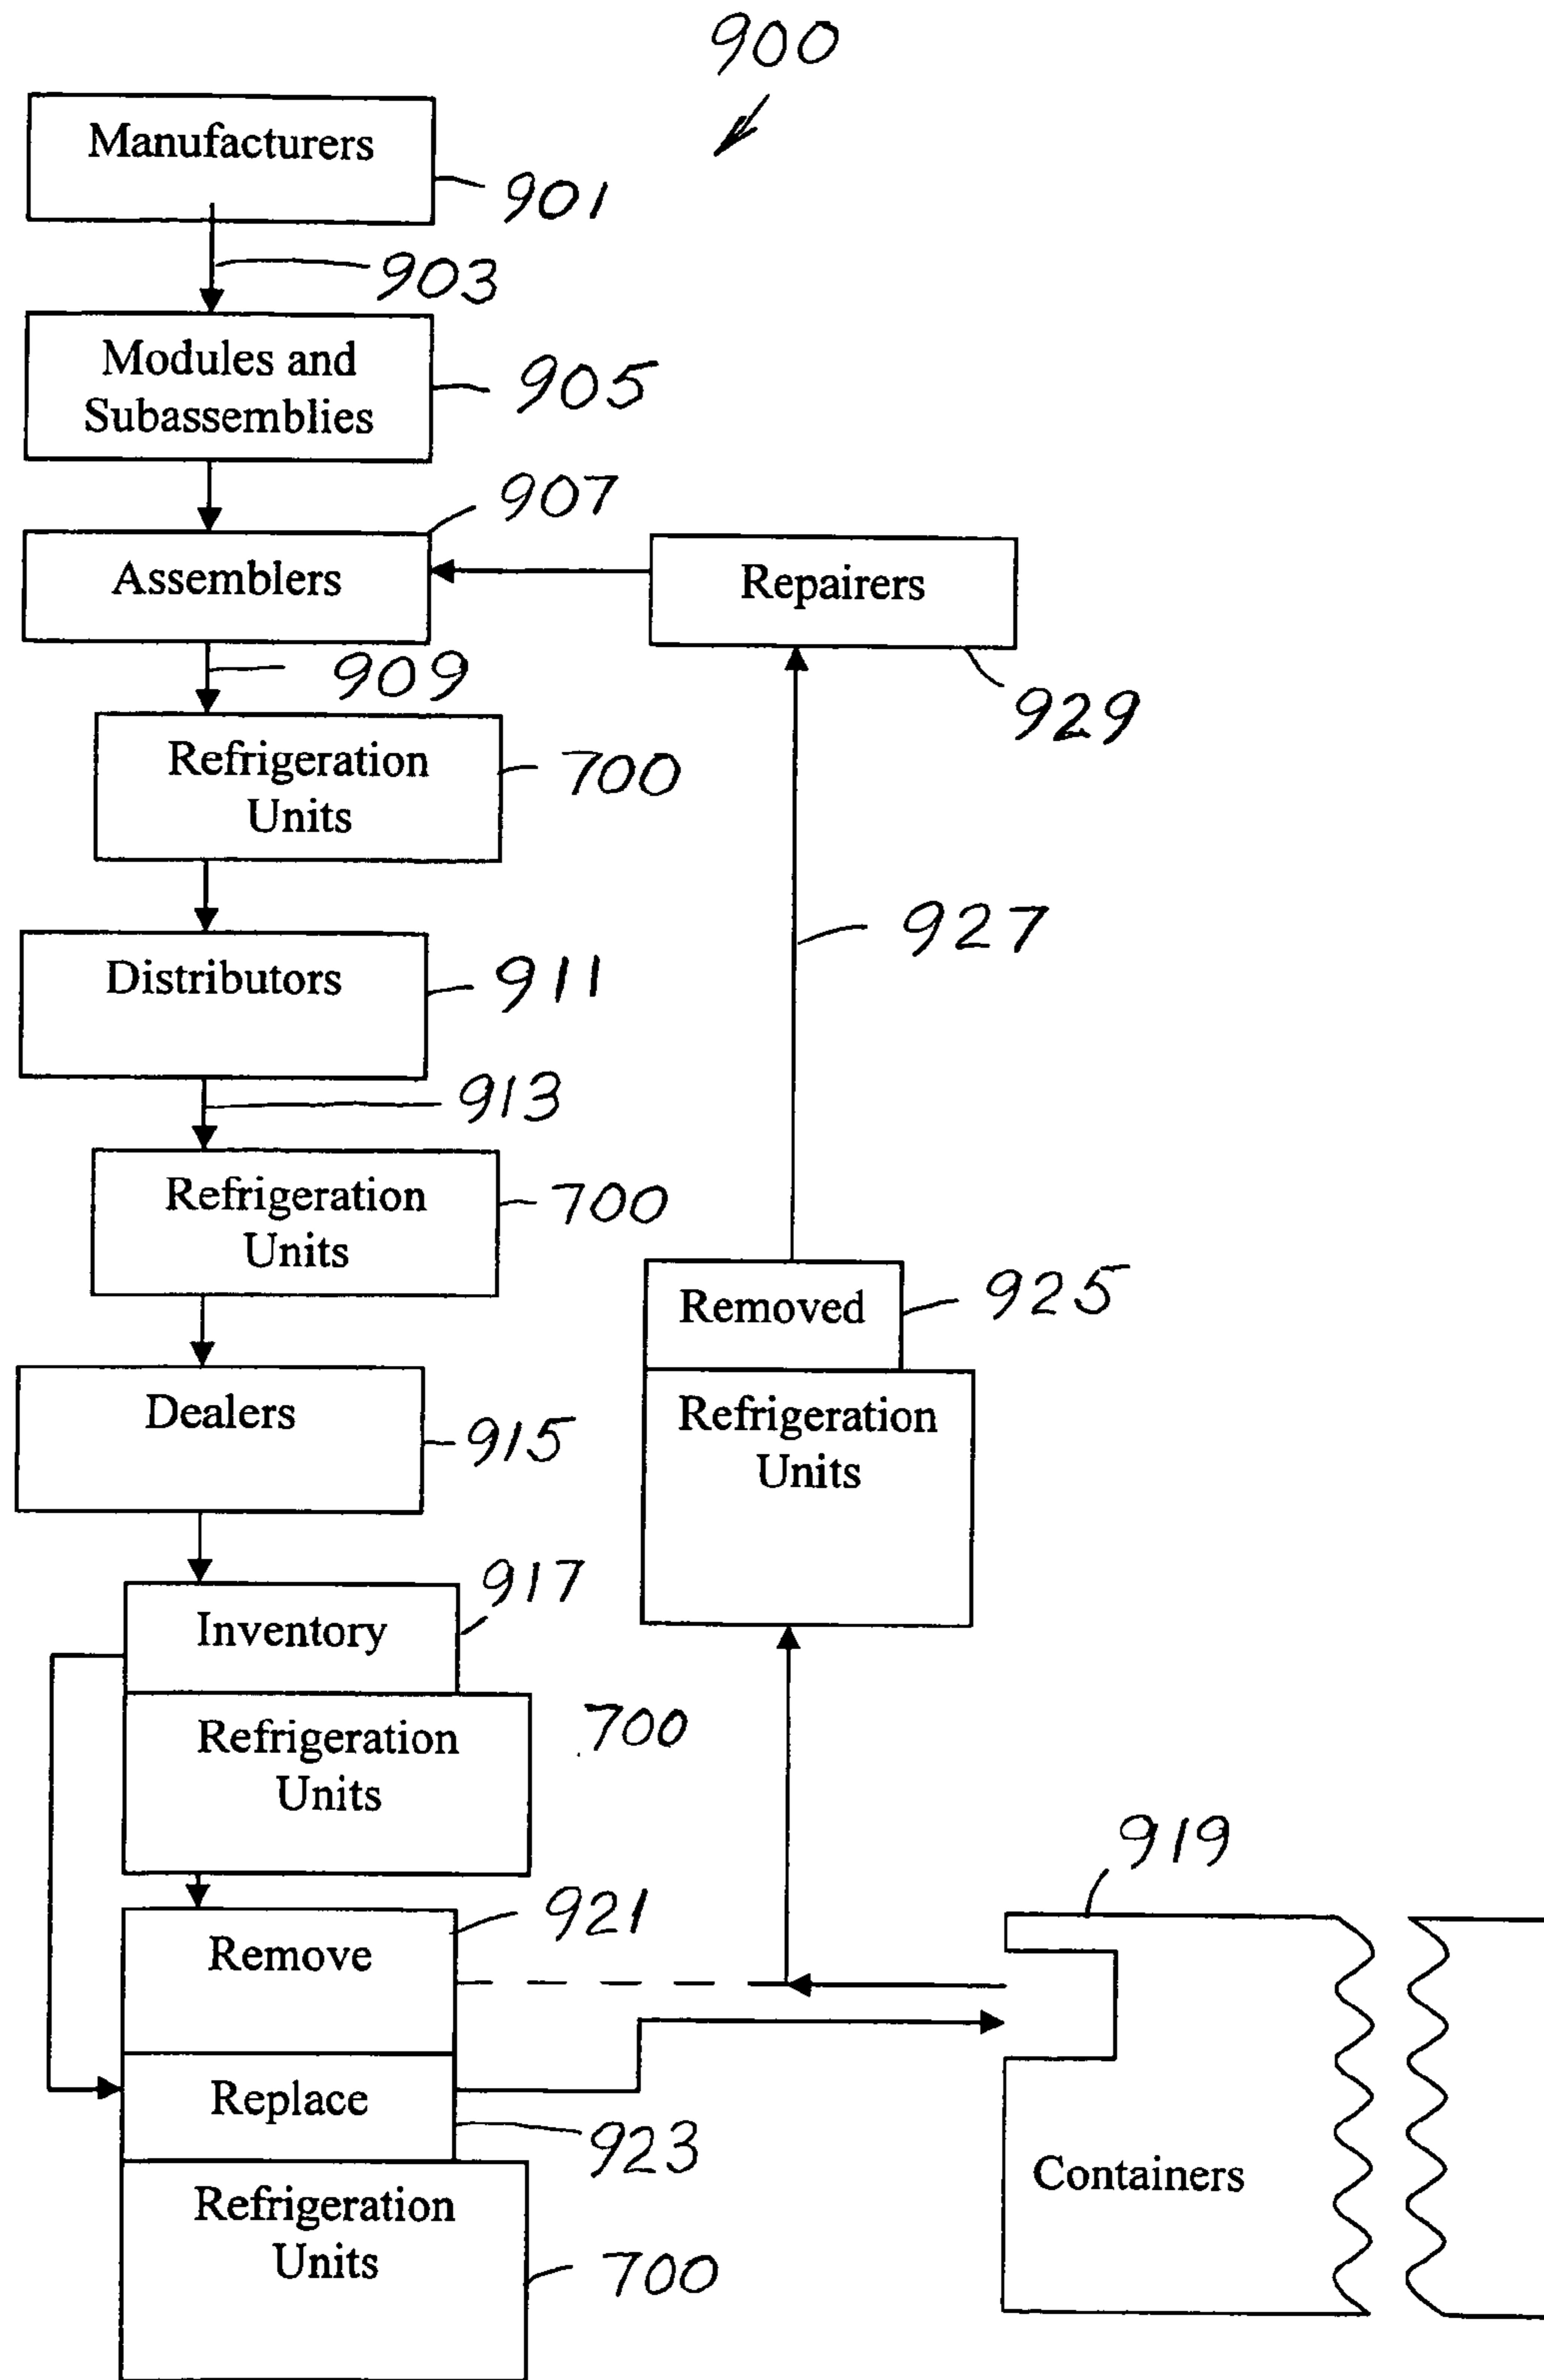 900
Manufacturers
901
903
Modules and
Subassemblies
905
907
Assemblers
Repairers
909
929
Refrigeration
Units
700
927
Distributors
911
913
Refrigeration
Units
700
Removed
925
Refrigeration
Units
Dealers
915
917
Inventory
Refrigeration
Units
700
919
921
Remove
Replace
923
Containers
Refrigeration
Units
700